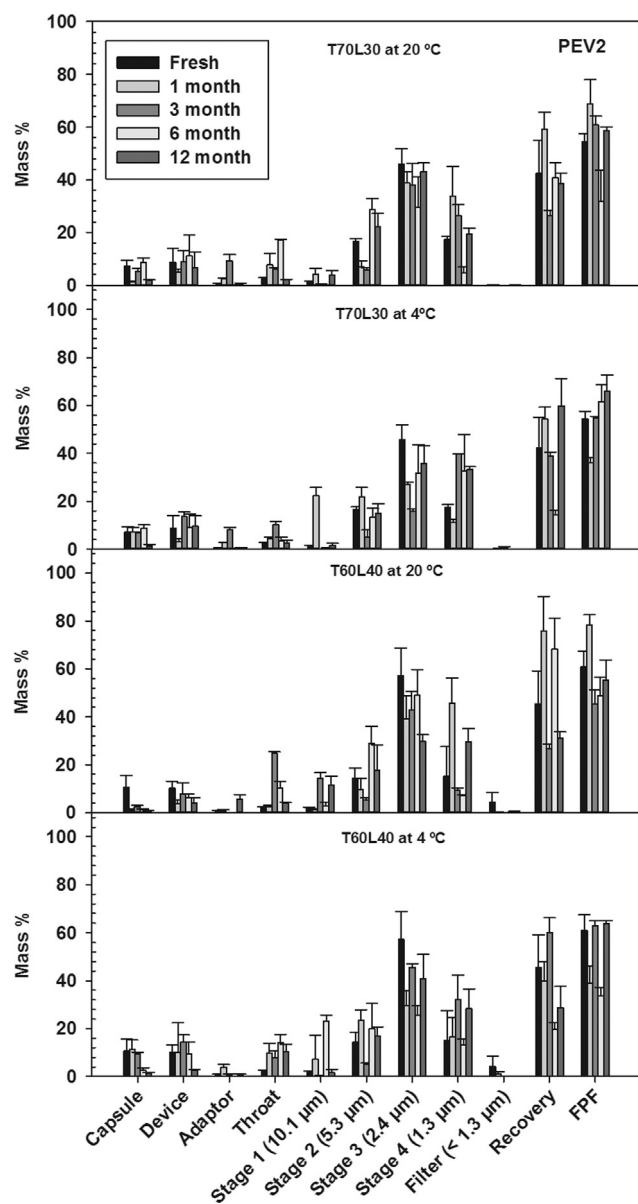 100
80
60
40
20
0
Mass %
Fresh
1 month
3 month
6 month
12 month
T70L30 at 20 ºC
PEV2
100
80
60
40
20
0
Mass %
T70L30 at 4ºC
100
80
60
40
20
0
Mass %
T60L40 at 20 ºC
100
80
60
40
20
0
Mass %
T60L40 at 4 ºC
Capsule
Device
Adaptor
Throat
Stage 1 (10.1 µm)
Stage 2 (5.3 µm)
Stage 3 (2.4 µm)
Stage 4 (1.3 µm)
Filter (< 1.3 µm)
Recovery
FPF